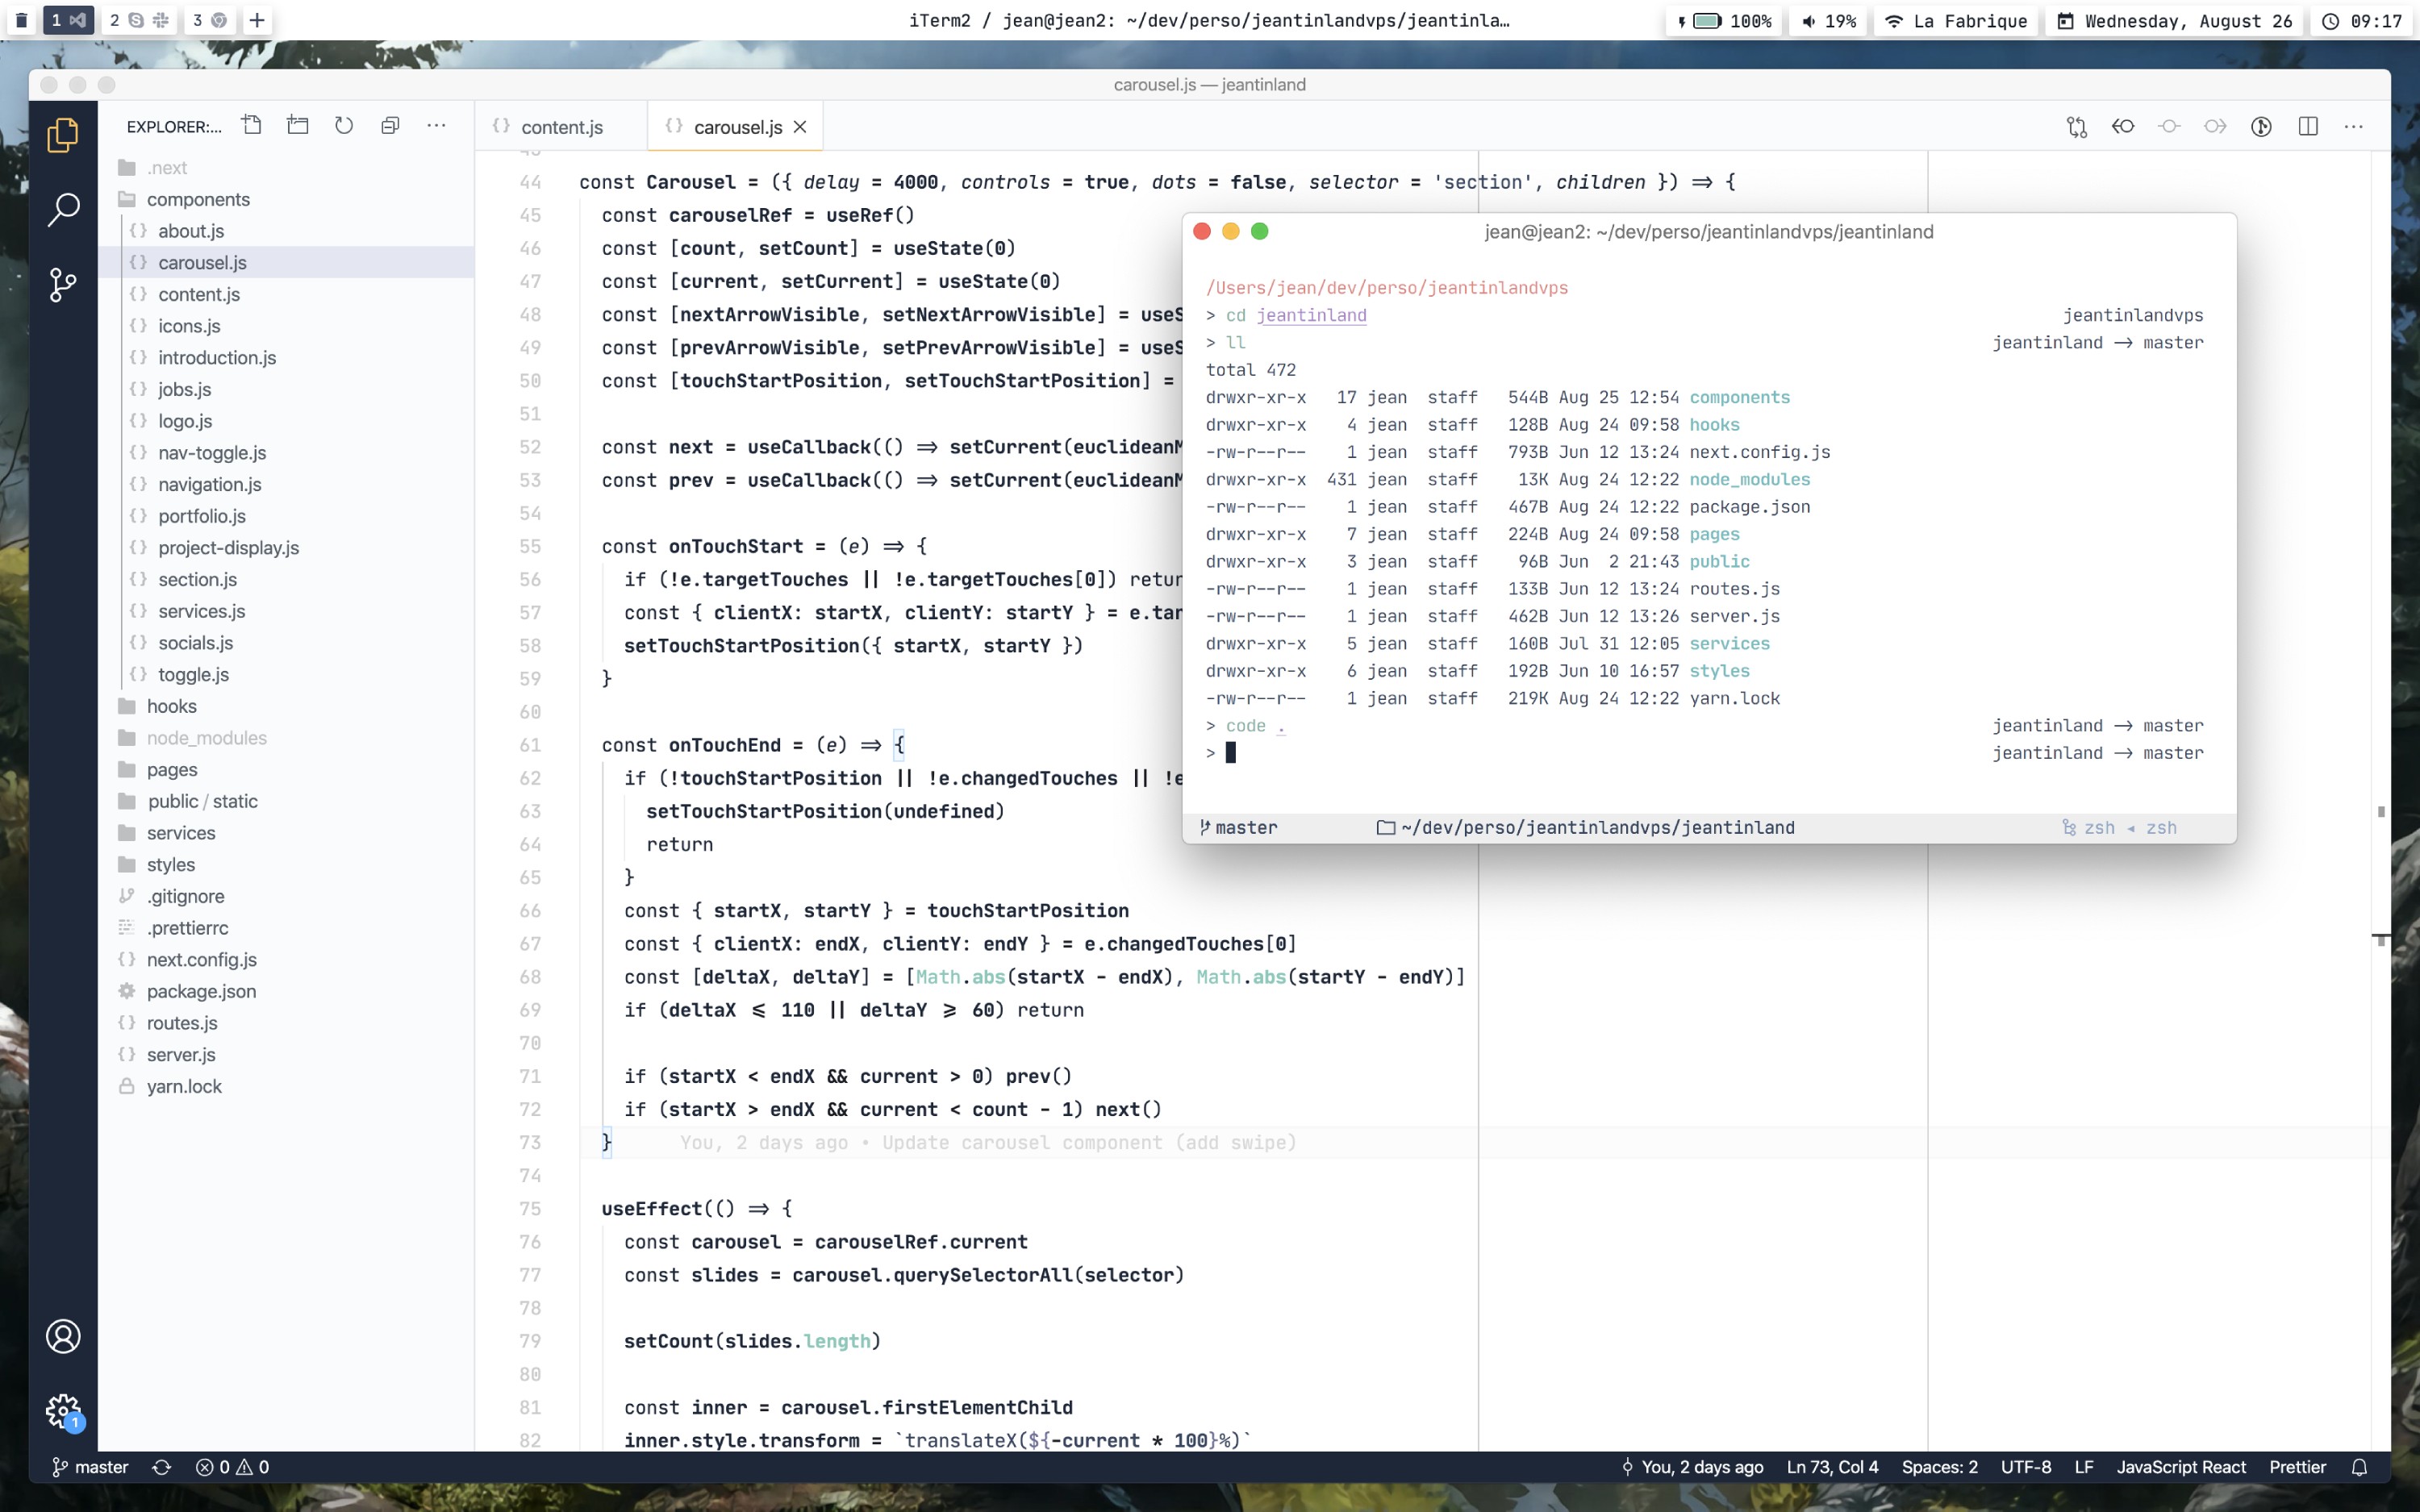 1
2
3
+
iTerm2 / jean@jean2: ~/dev/perso/jeantinlandvps/jeantinla…
100%
19%
La Fabrique
Wednesday, August 26
09:17
carousel.js — jeantinland
EXPLORER:...
content.js
carousel.js
.next
components
about.js
carousel.js
content.js
icons.js
introduction.js
jobs.js
logo.js
nav-toggle.js
navigation.js
portfolio.js
project-display.js
section.js
services.js
socials.js
toggle.js
hooks
node_modules
pages
public / static
services
styles
.gitignore
.prettierrc
next.config.js
package.json
routes.js
server.js
yarn.lock
44 const Carousel = ({ delay = 4000, controls = true, dots = false, selector = 'section', children }) => {
45 const carouselRef = useRef()
46 const [count, setCount] = useState(0)
47 const [current, setCurrent] = useState(0)
48 const [nextArrowVisible, setNextArrowVisible] = useS
49 const [prevArrowVisible, setPrevArrowVisible] = useS
50 const [touchStartPosition, setTouchStartPosition] =
51
52 const next = useCallback(() => setCurrent(euclideanM
53 const prev = useCallback(() => setCurrent(euclideanM
54
55 const onTouchStart = (e) => {
56 if (!e.targetTouches || !e.targetTouches[0]) retur
57 const { clientX: startX, clientY: startY } = e.tar
58 setTouchStartPosition({ startX, startY })
59 }
60
61 const onTouchEnd = (e) => {
62 if (!touchStartPosition || !e.changedTouches || !e
63 setTouchStartPosition(undefined)
64 return
65 }
66 const { startX, startY } = touchStartPosition
67 const { clientX: endX, clientY: endY } = e.changedTouches[0]
68 const [deltaX, deltaY] = [Math.abs(startX - endX), Math.abs(startY - endY)]
69 if (deltaX <= 110 || deltaY >= 60) return
70
71 if (startX < endX && current > 0) prev()
72 if (startX > endX && current < count - 1) next()
73 } You, 2 days ago • Update carousel component (add swipe)
74
75 useEffect(() => {
76 const carousel = carouselRef.current
77 const slides = carousel.querySelectorAll(selector)
78
79 setCount(slides.length)
80
81 const inner = carousel.firstElementChild
82 inner.style.transform = `translateX(${-current * 100}%)`
jean@jean2: ~/dev/perso/jeantinlandvps/jeantinland
/Users/jean/dev/perso/jeantinlandvps
> cd jeantinland jeantinlandvps
> ll jeantinland → master
total 472
drwxr-xr-x 17 jean staff 544B Aug 25 12:54 components
drwxr-xr-x 4 jean staff 128B Aug 24 09:58 hooks
-rw-r--r-- 1 jean staff 793B Jun 12 13:24 next.config.js
drwxr-xr-x 431 jean staff 13K Aug 24 12:22 node_modules
-rw-r--r-- 1 jean staff 467B Aug 24 12:22 package.json
drwxr-xr-x 7 jean staff 224B Aug 24 09:58 pages
drwxr-xr-x 3 jean staff 96B Jun 2 21:43 public
-rw-r--r-- 1 jean staff 133B Jun 12 13:24 routes.js
-rw-r--r-- 1 jean staff 462B Jun 12 13:26 server.js
drwxr-xr-x 5 jean staff 160B Jul 31 12:05 services
drwxr-xr-x 6 jean staff 192B Jun 10 16:57 styles
-rw-r--r-- 1 jean staff 219K Aug 24 12:22 yarn.lock
> code . jeantinland → master
> jeantinland → master
master
~/dev/perso/jeantinlandvps/jeantinland
zsh ◂ zsh
1
master
0
0
You, 2 days ago
Ln 73, Col 4
Spaces: 2
UTF-8
LF
JavaScript React
Prettier